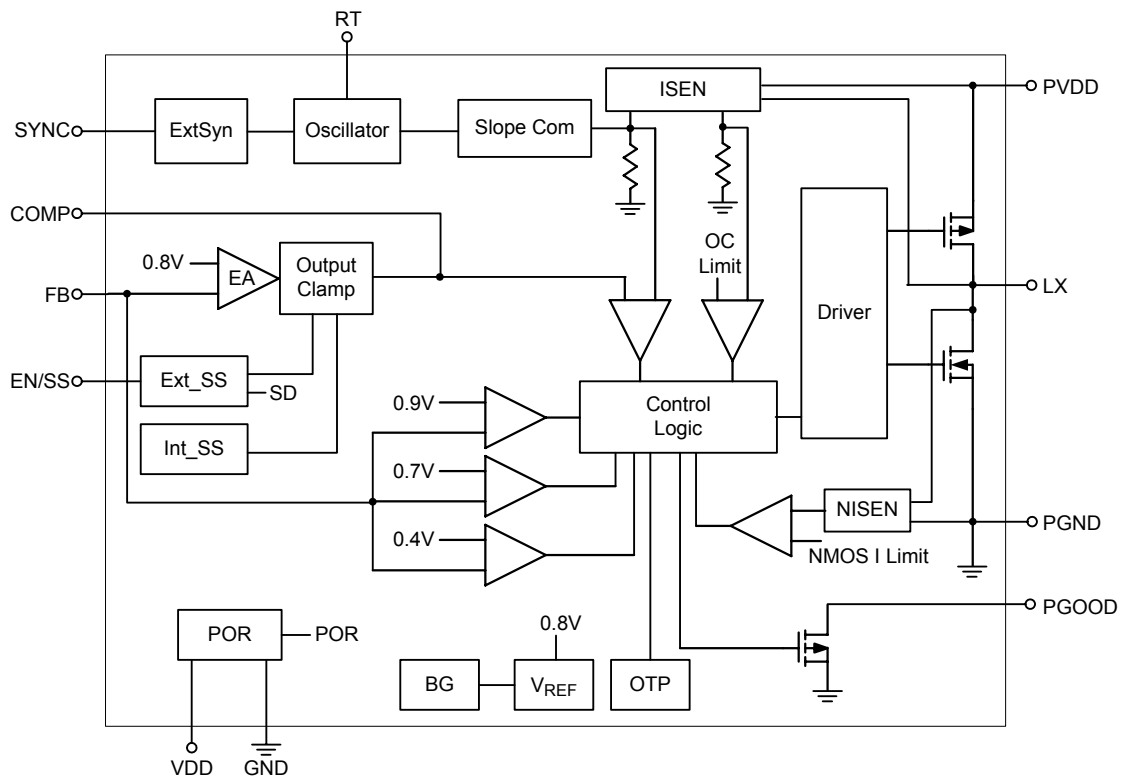 RT
ISEN
PVDD
SYNC
ExtSyn
Oscillator
Slope Com
COMP
OC
Limit
0.8V
EA
Output
Clamp
FB
LX
Driver
EN/SS
Ext_SS
SD
0.9V
Control
Logic
Int_SS
0.7V
NISEN
PGND
0.4V
NMOS I Limit
PGOOD
POR
POR
0.8V
BG
VREF
OTP
VDD
GND